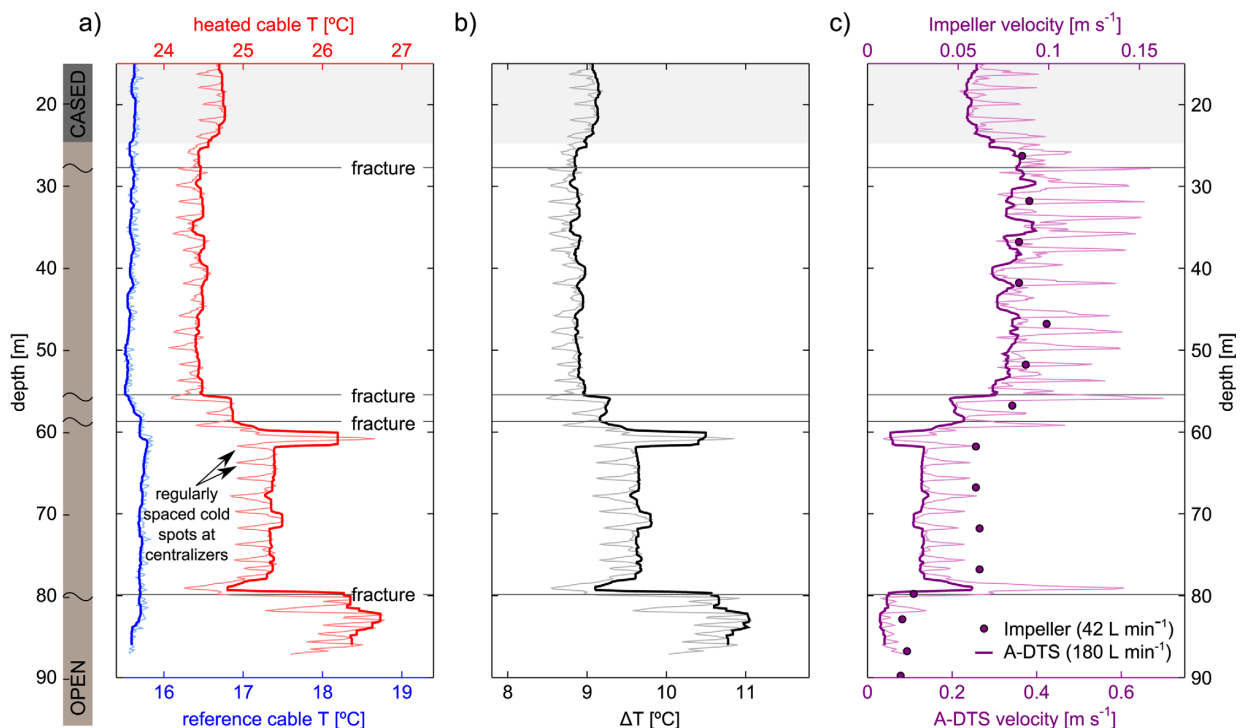 a)
heated cable T [ºC]
24 25 26 27
b)
c)
Impeller velocity [m s⁻¹]
0 0.05 0.1 0.15
CASED
OPEN
depth [m]
20
30
40
50
60
70
80
90
fracture
fracture
fracture
regularly
spaced cold
spots at
centralizers
fracture
16 17 18 19
reference cable T [ºC]
8 9 10 11
ΔT [ºC]
Impeller (42 L min⁻¹)
A-DTS (180 L min⁻¹)
0 0.2 0.4 0.6
A-DTS velocity [m s⁻¹]
20
30
40
50
depth [m]
60
70
80
90